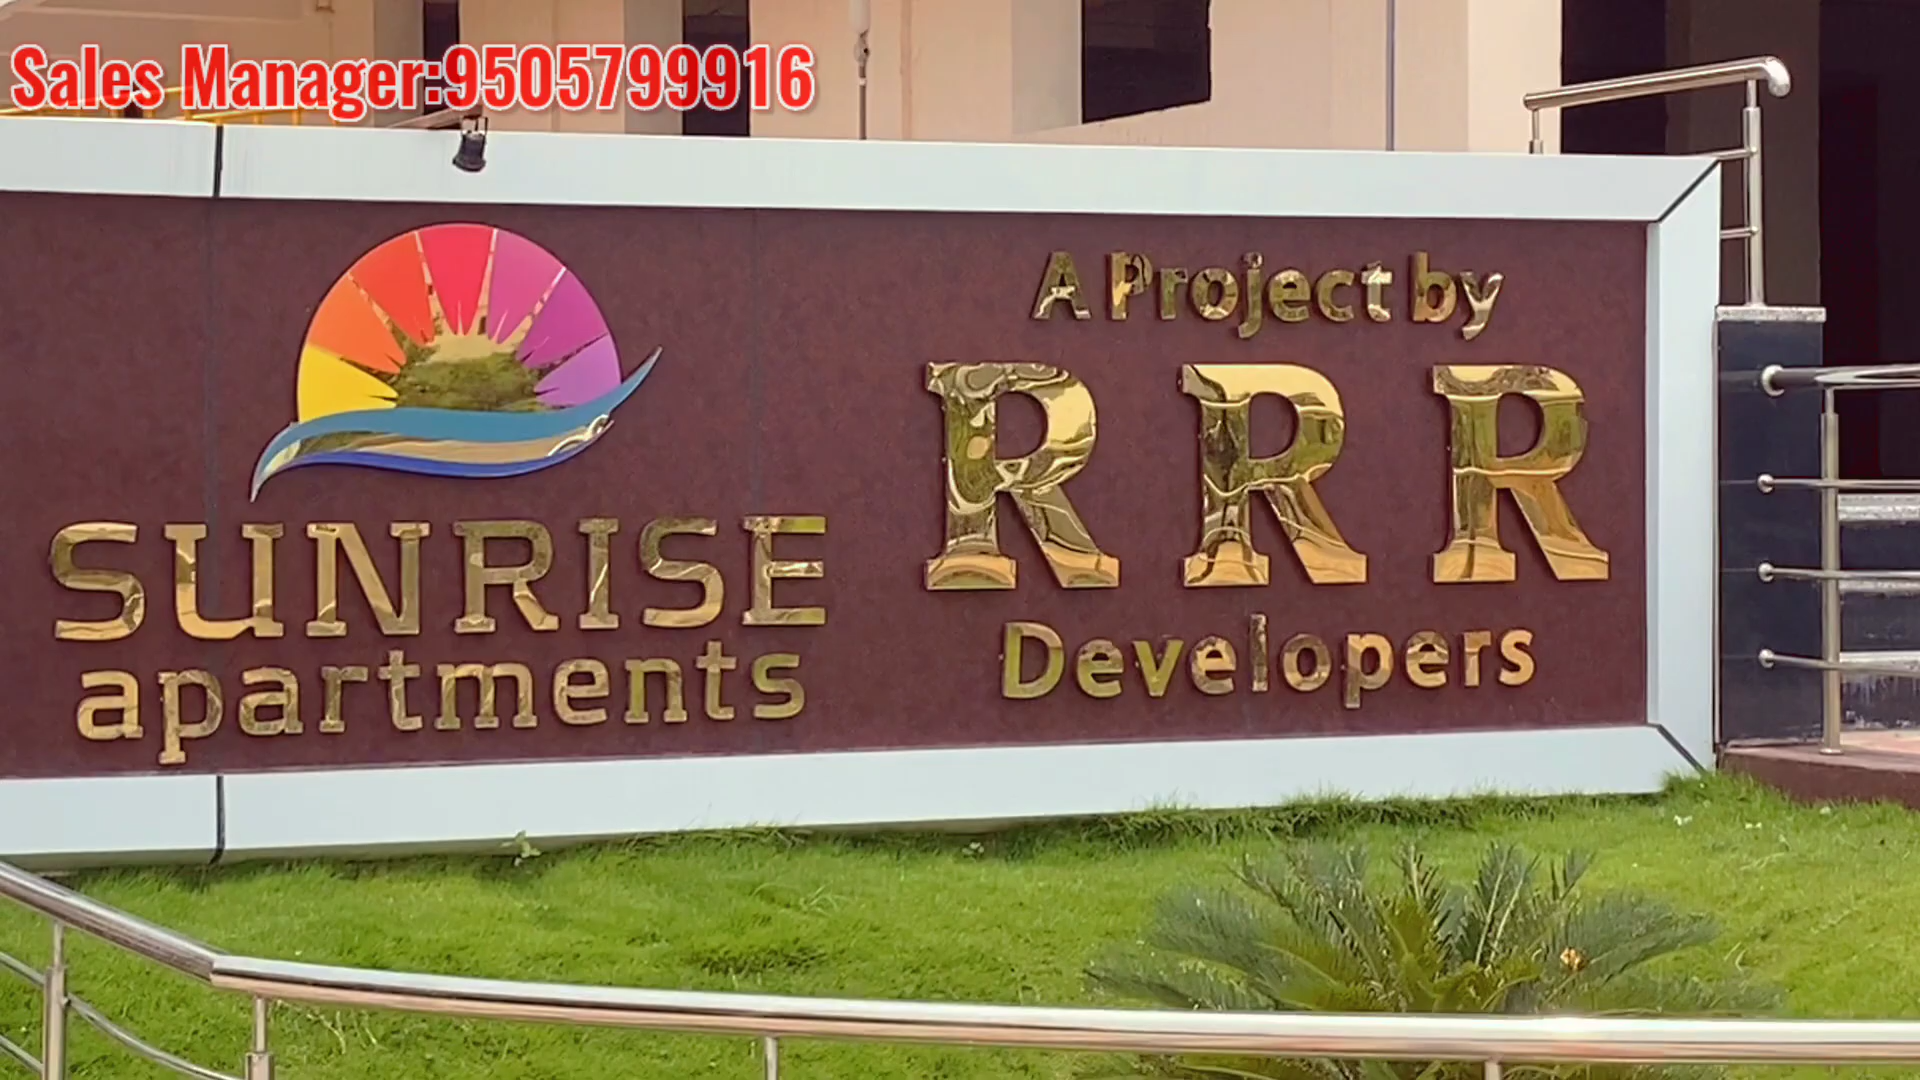 Sales Manager:9505799916
SUNRISE
apartments
A Project by
RRR
Developers